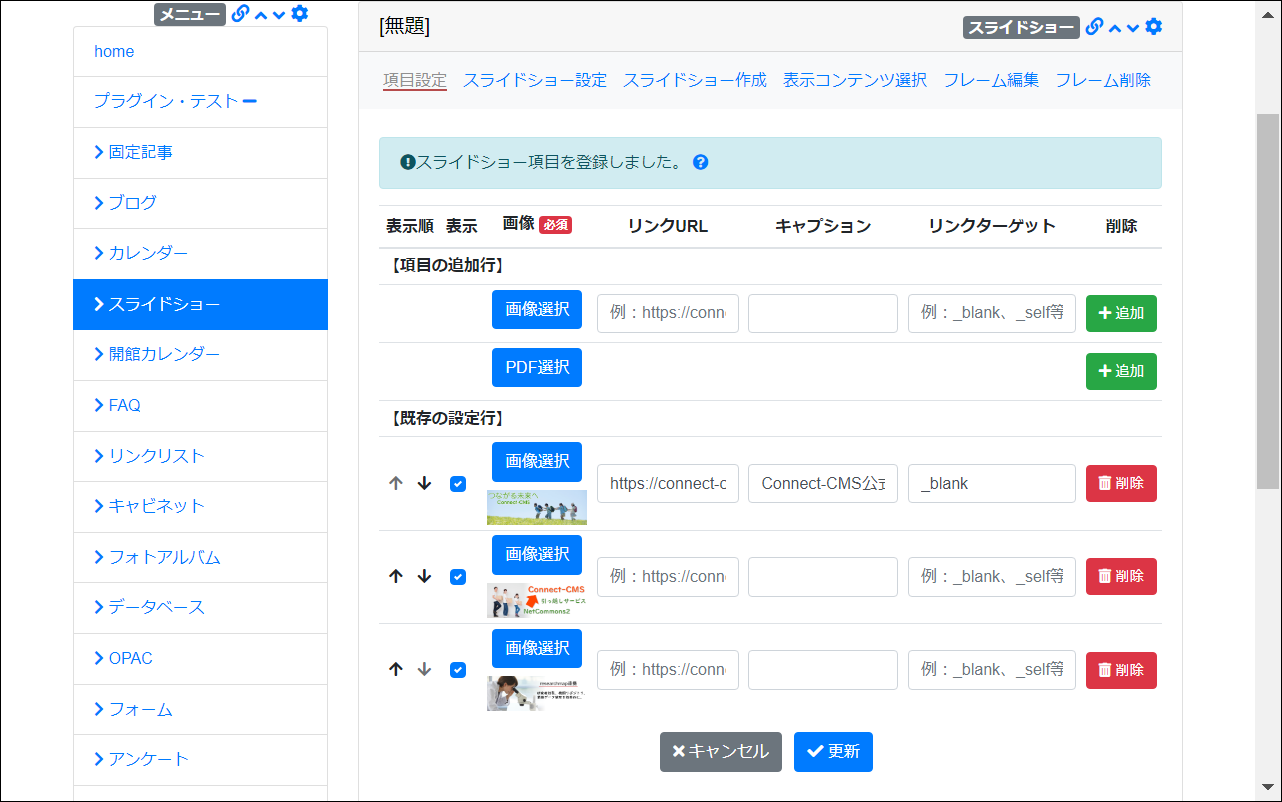 メニュー
home
プラグイン・テスト
固定記事
ブログ
カレンダー
スライドショー
開館カレンダー
FAQ
リンクリスト
キャビネット
フォトアルバム
データベース
OPAC
フォーム
アンケート
[無題]
スライドショー
項目設定 スライドショー設定 スライドショー作成 表示コンテンツ選択 フレーム編集 フレーム削除
スライドショー項目を登録しました。
表示順 表示 画像 必須 リンクURL キャプション リンクターゲット 削除
【項目の追加行】
画像選択 例：https://conn 例：_blank、_self等 追加
PDF選択 追加
【既存の設定行】
画像選択
https://connect-c Connect-CMS公式 _blank 削除
つながる未来へ
Connect-CMS
画像選択
例：https://conn 例：_blank、_self等 削除
Connect-CMS
引っ越しサービス
NetCommons2
画像選択
例：https://conn 例：_blank、_self等 削除
researchmap連携
キャンセル 更新